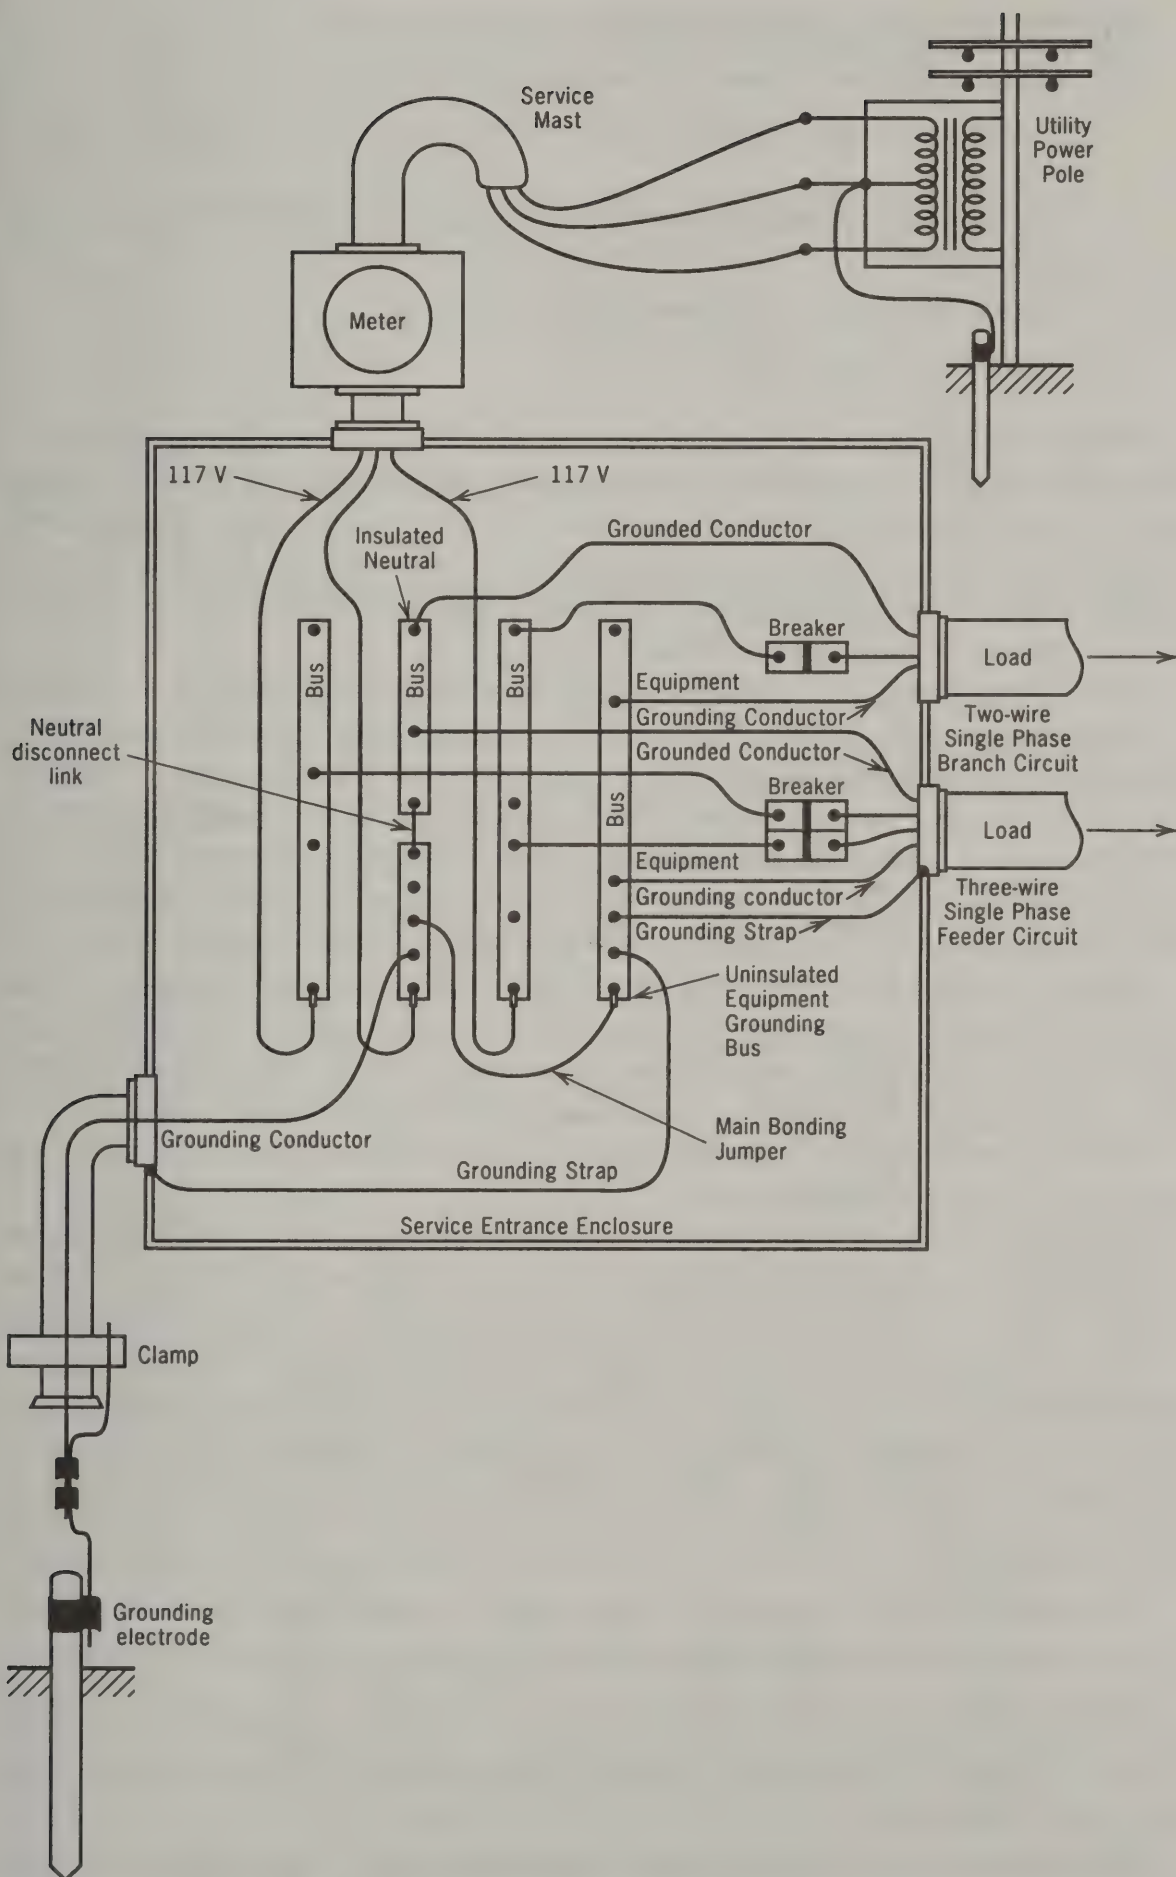 Service
Mast
Utility
Power
Pole
Meter
117 V
117 V
Insulated
Neutral
Grounded Conductor
Bus
Bus
Bus
Breaker
Load
Equipment
Grounding Conductor
Two-wire
Single Phase
Branch Circuit
Neutral
disconnect
link
Grounded Conductor
Bus
Breaker
Load
Equipment
Grounding conductor
Three-wire
Single Phase
Feeder Circuit
Grounding Strap
Uninsulated
Equipment
Grounding
Bus
Main Bonding
Jumper
Grounding Conductor
Grounding Strap
Service Entrance Enclosure
Clamp
Grounding
electrode